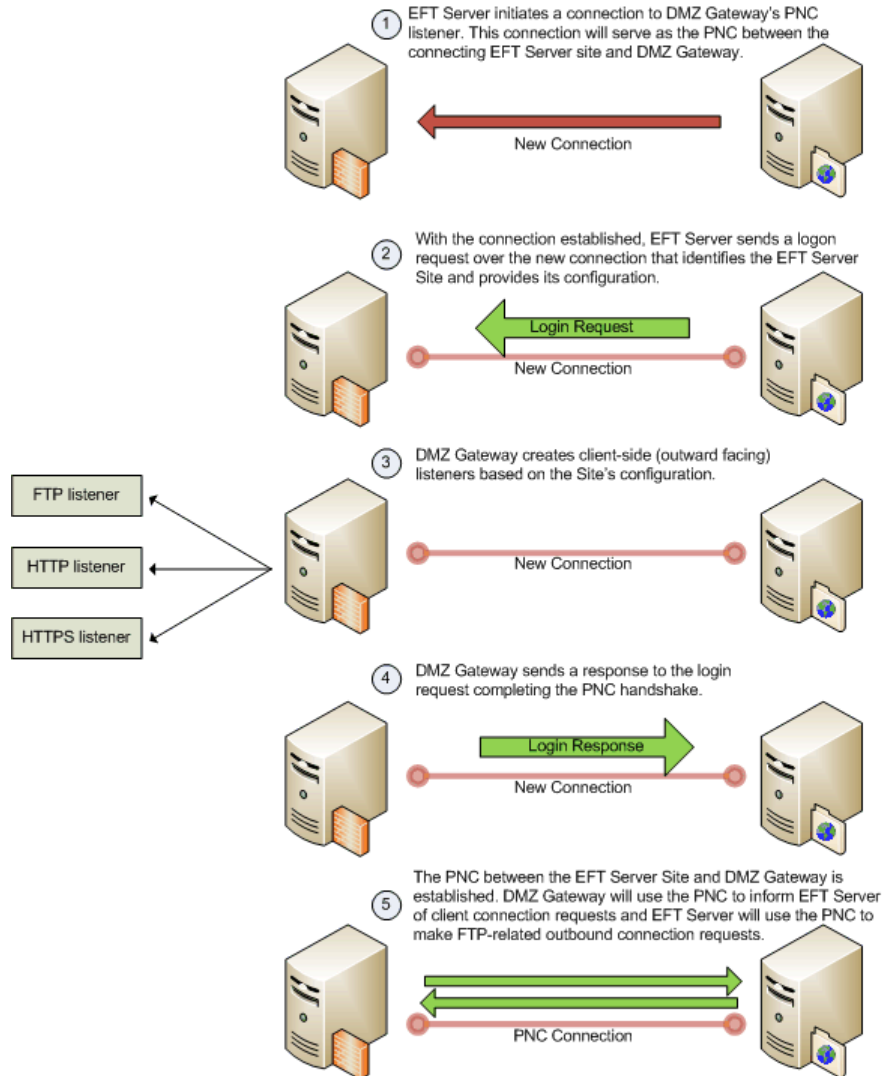 1
EFT Server initiates a connection to DMZ Gateway's PNC
listener. This connection will serve as the PNC between the
connecting EFT Server site and DMZ Gateway.
New Connection
2
With the connection established, EFT Server sends a logon
request over the new connection that identifies the EFT Server
Site and provides its configuration.
Login Request
New Connection
3
DMZ Gateway creates client-side (outward facing)
listeners based on the Site's configuration.
FTP listener
HTTP listener
HTTPS listener
New Connection
4
DMZ Gateway sends a response to the login
request completing the PNC handshake.
Login Response
New Connection
5
The PNC between the EFT Server Site and DMZ Gateway is
established. DMZ Gateway will use the PNC to inform EFT Server
of client connection requests and EFT Server will use the PNC to
make FTP-related outbound connection requests.
PNC Connection